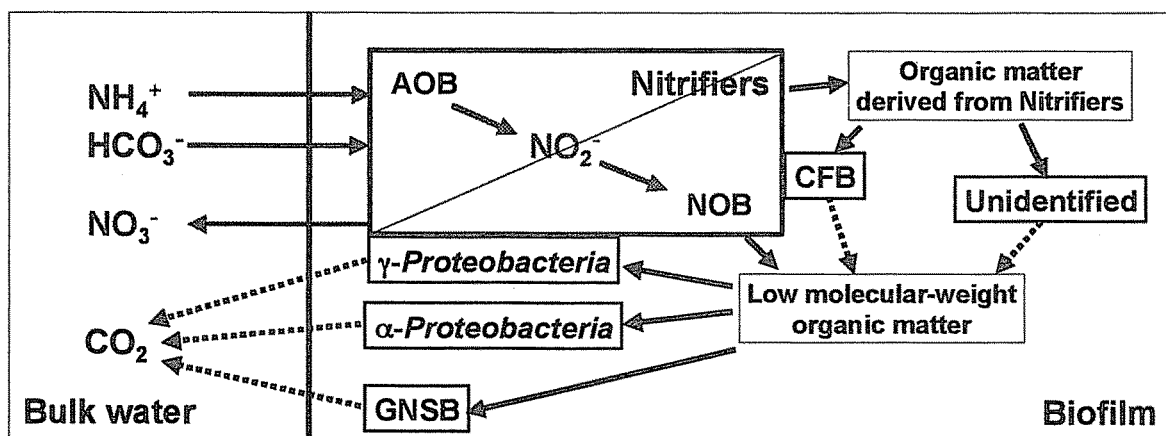 NH₄⁺
HCO₃⁻
NO₃⁻
CO₂
Bulk water
AOB
Nitrifiers
NO₂⁻
NOB
Organic matter
derived from Nitrifiers
CFB
Unidentified
γ-Proteobacteria
α-Proteobacteria
GNSB
Low molecular-weight
organic matter
Biofilm